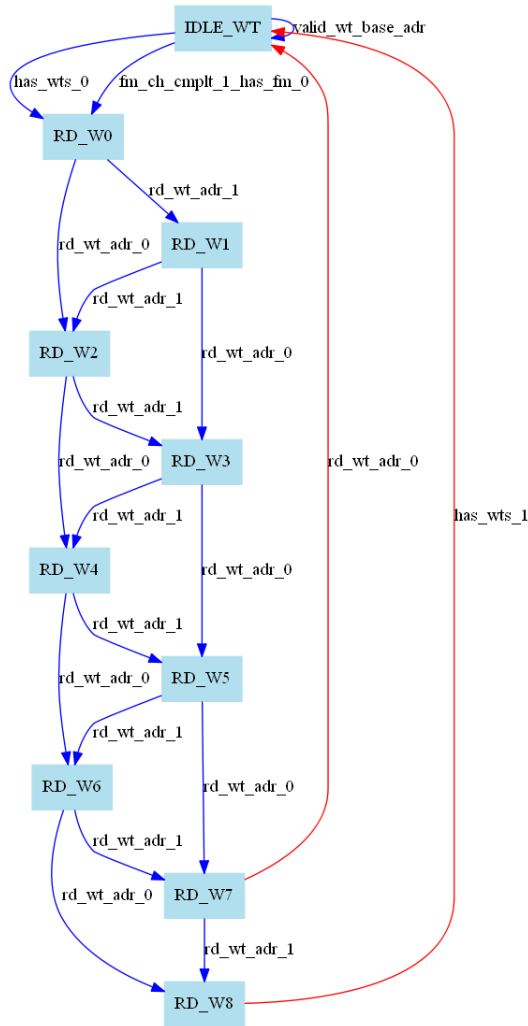 IDLE_WT
valid_wt_base_adr
has_wts_0
fm_ch_cmplt_1_has_fm_0
RD_W0
rd_wt_adr_1
rd_wt_adr_0
RD_W1
rd_wt_adr_1
RD_W2
rd_wt_adr_0
rd_wt_adr_1
rd_wt_adr_0
RD_W3
rd_wt_adr_0
has_wts_1
rd_wt_adr_1
RD_W4
rd_wt_adr_0
rd_wt_adr_1
rd_wt_adr_0
RD_W5
rd_wt_adr_1
RD_W6
rd_wt_adr_0
rd_wt_adr_1
rd_wt_adr_0
RD_W7
rd_wt_adr_1
RD_W8